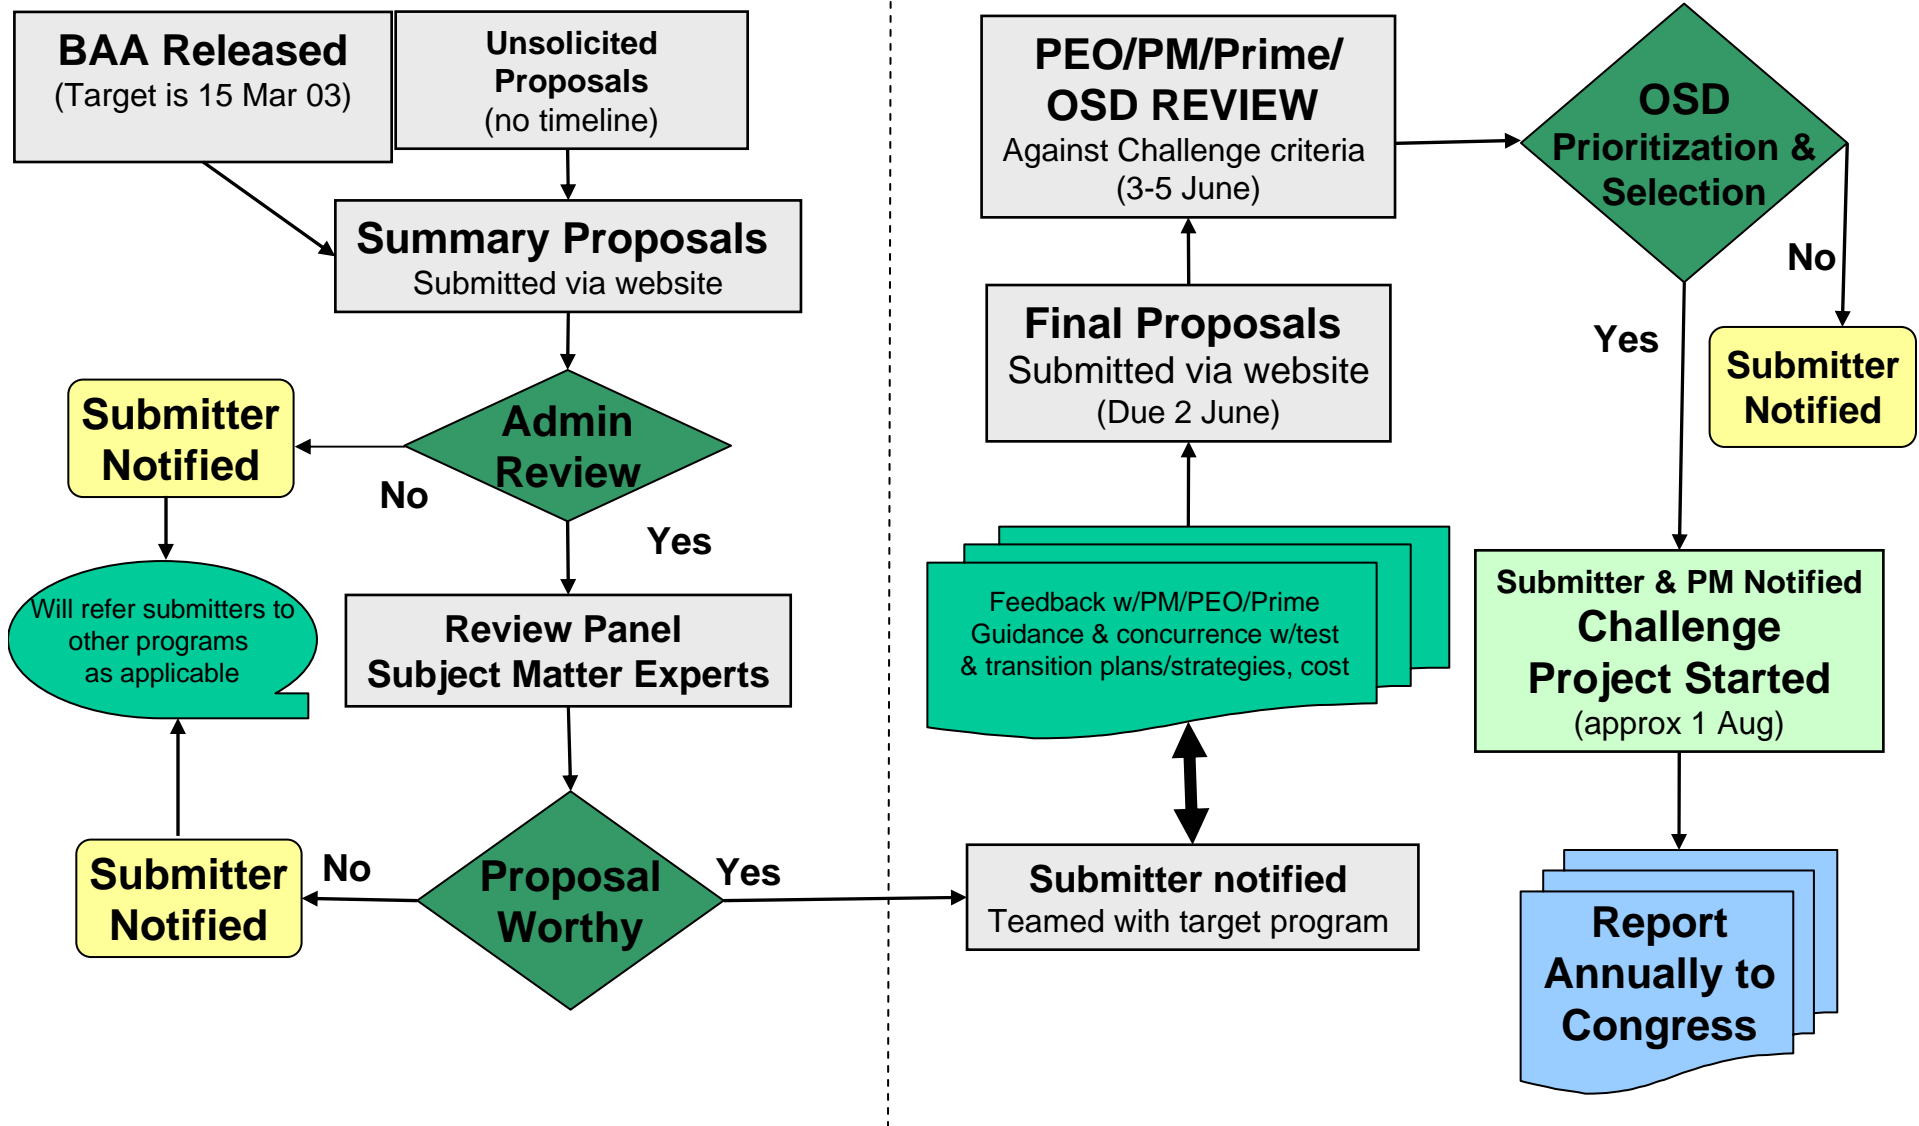 BAA Released
(Target is 15 Mar 03)
Unsolicited
Proposals
(no timeline)
Summary Proposals
Submitted via website
Admin
Review
No
Yes
Submitter
Notified
Will refer submitters to
other programs
as applicable
Review Panel
Subject Matter Experts
Proposal
Worthy
No
Yes
Submitter
Notified
Submitter notified
Teamed with target program
Feedback w/PM/PEO/Prime
Guidance & concurrence w/test
& transition plans/strategies, cost
Final Proposals
Submitted via website
(Due 2 June)
PEO/PM/Prime/
OSD REVIEW
Against Challenge criteria
(3-5 June)
OSD
Prioritization &
Selection
No
Yes
Submitter
Notified
Submitter & PM Notified
Challenge
Project Started
(approx 1 Aug)
Report
Annually to
Congress